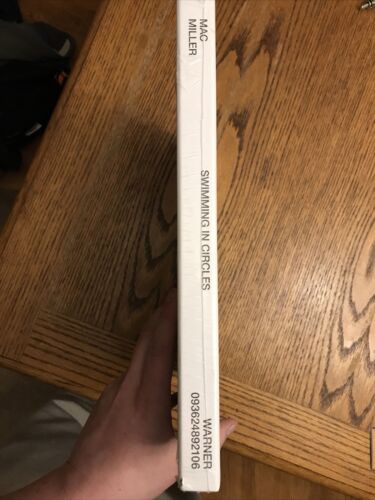 MAC
MILLER
SWIMMING IN CIRCLES
WARNER
093624892106